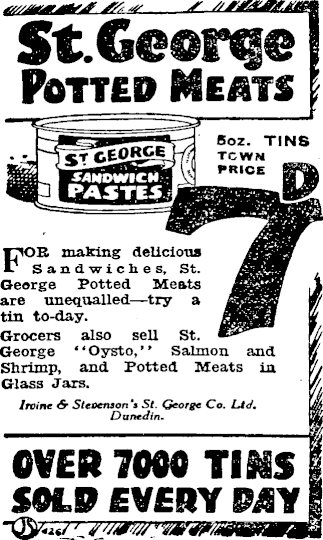 St. George
POTTED MEATS
5oz. TINS
TOWN
PRICE
7D
ST GEORGE
SANDWICH
PASTES
FOR making delicious
Sandwiches, St.
George Potted Meats
are unequalled—try a
tin to-day.
Grocers also sell St.
George "Oysto," Salmon and
Shrimp, and Potted Meats in
Glass Jars.
Irvine & Stevenson's St. George Co. Ltd.
Dunedin.
OVER 7000 TINS
SOLD EVERY DAY
JS